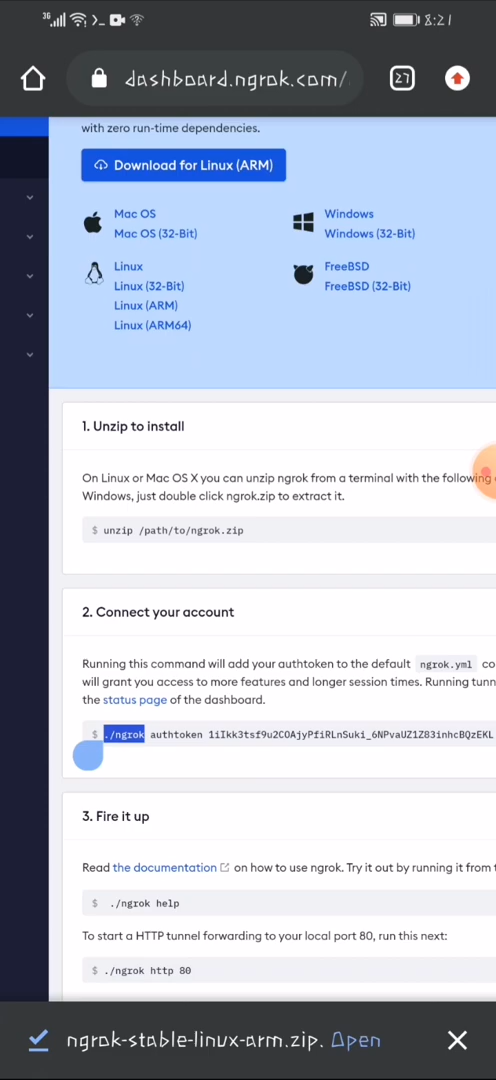 3G >_ 8:21
dashboard.ngrok.com/ 27
with zero run-time dependencies.
Download for Linux (ARM)
Mac OS
Mac OS (32-Bit)
Windows
Windows (32-Bit)
Linux
Linux (32-Bit)
Linux (ARM)
Linux (ARM64)
FreeBSD
FreeBSD (32-Bit)
1. Unzip to install
On Linux or Mac OS X you can unzip ngrok from a terminal with the following
Windows, just double click ngrok.zip to extract it.
$ unzip /path/to/ngrok.zip
2. Connect your account
Running this command will add your authtoken to the default ngrok.yml co
will grant you access to more features and longer session times. Running tunn
the status page of the dashboard.
$ ./ngrok authtoken 1iIkk3tsf9u2COAjyPfiRLnSuki_6NPvaUZ1Z83inhcBQzEKL
3. Fire it up
Read the documentation on how to use ngrok. Try it out by running it from t
$ ./ngrok help
To start a HTTP tunnel forwarding to your local port 80, run this next:
$ ./ngrok http 80
ngrok-stable-linux-arm.zip. Open